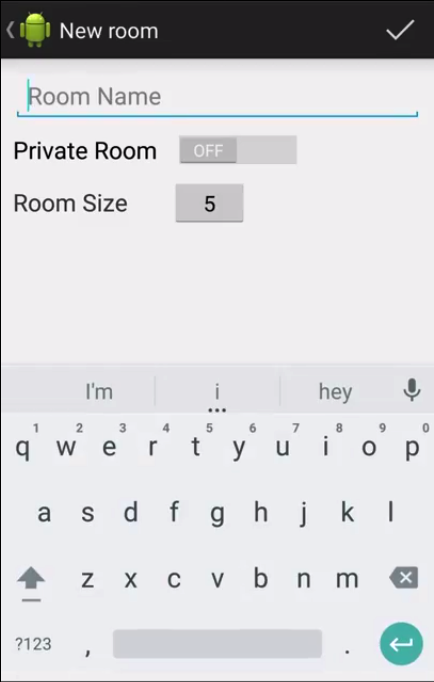 New room
Room Name
Private Room OFF
Room Size 5
I'm i hey
1 2 3 4 5 6 7 8 9 0
q w e r t y u i o p
a s d f g h j k l
z x c v b n m
?123 , .